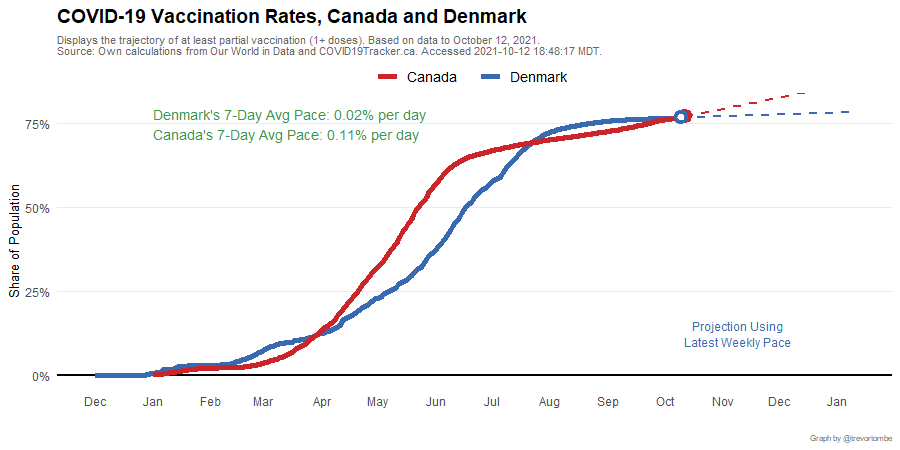 COVID-19 Vaccination Rates, Canada and Denmark
Displays the trajectory of at least partial vaccination (1+ doses). Based on data to October 12, 2021.
Source: Own calculations from Our World in Data and COVID19Tracker.ca. Accessed 2021-10-12 18:48:17 MDT.
Canada Denmark
Denmark's 7-Day Avg Pace: 0.02% per day
Canada's 7-Day Avg Pace: 0.11% per day
75%
50%
25%
0%
Share of Population
Projection Using
Latest Weekly Pace
Dec Jan Feb Mar Apr May Jun Jul Aug Sep Oct Nov Dec Jan
Graph by @trevortombe